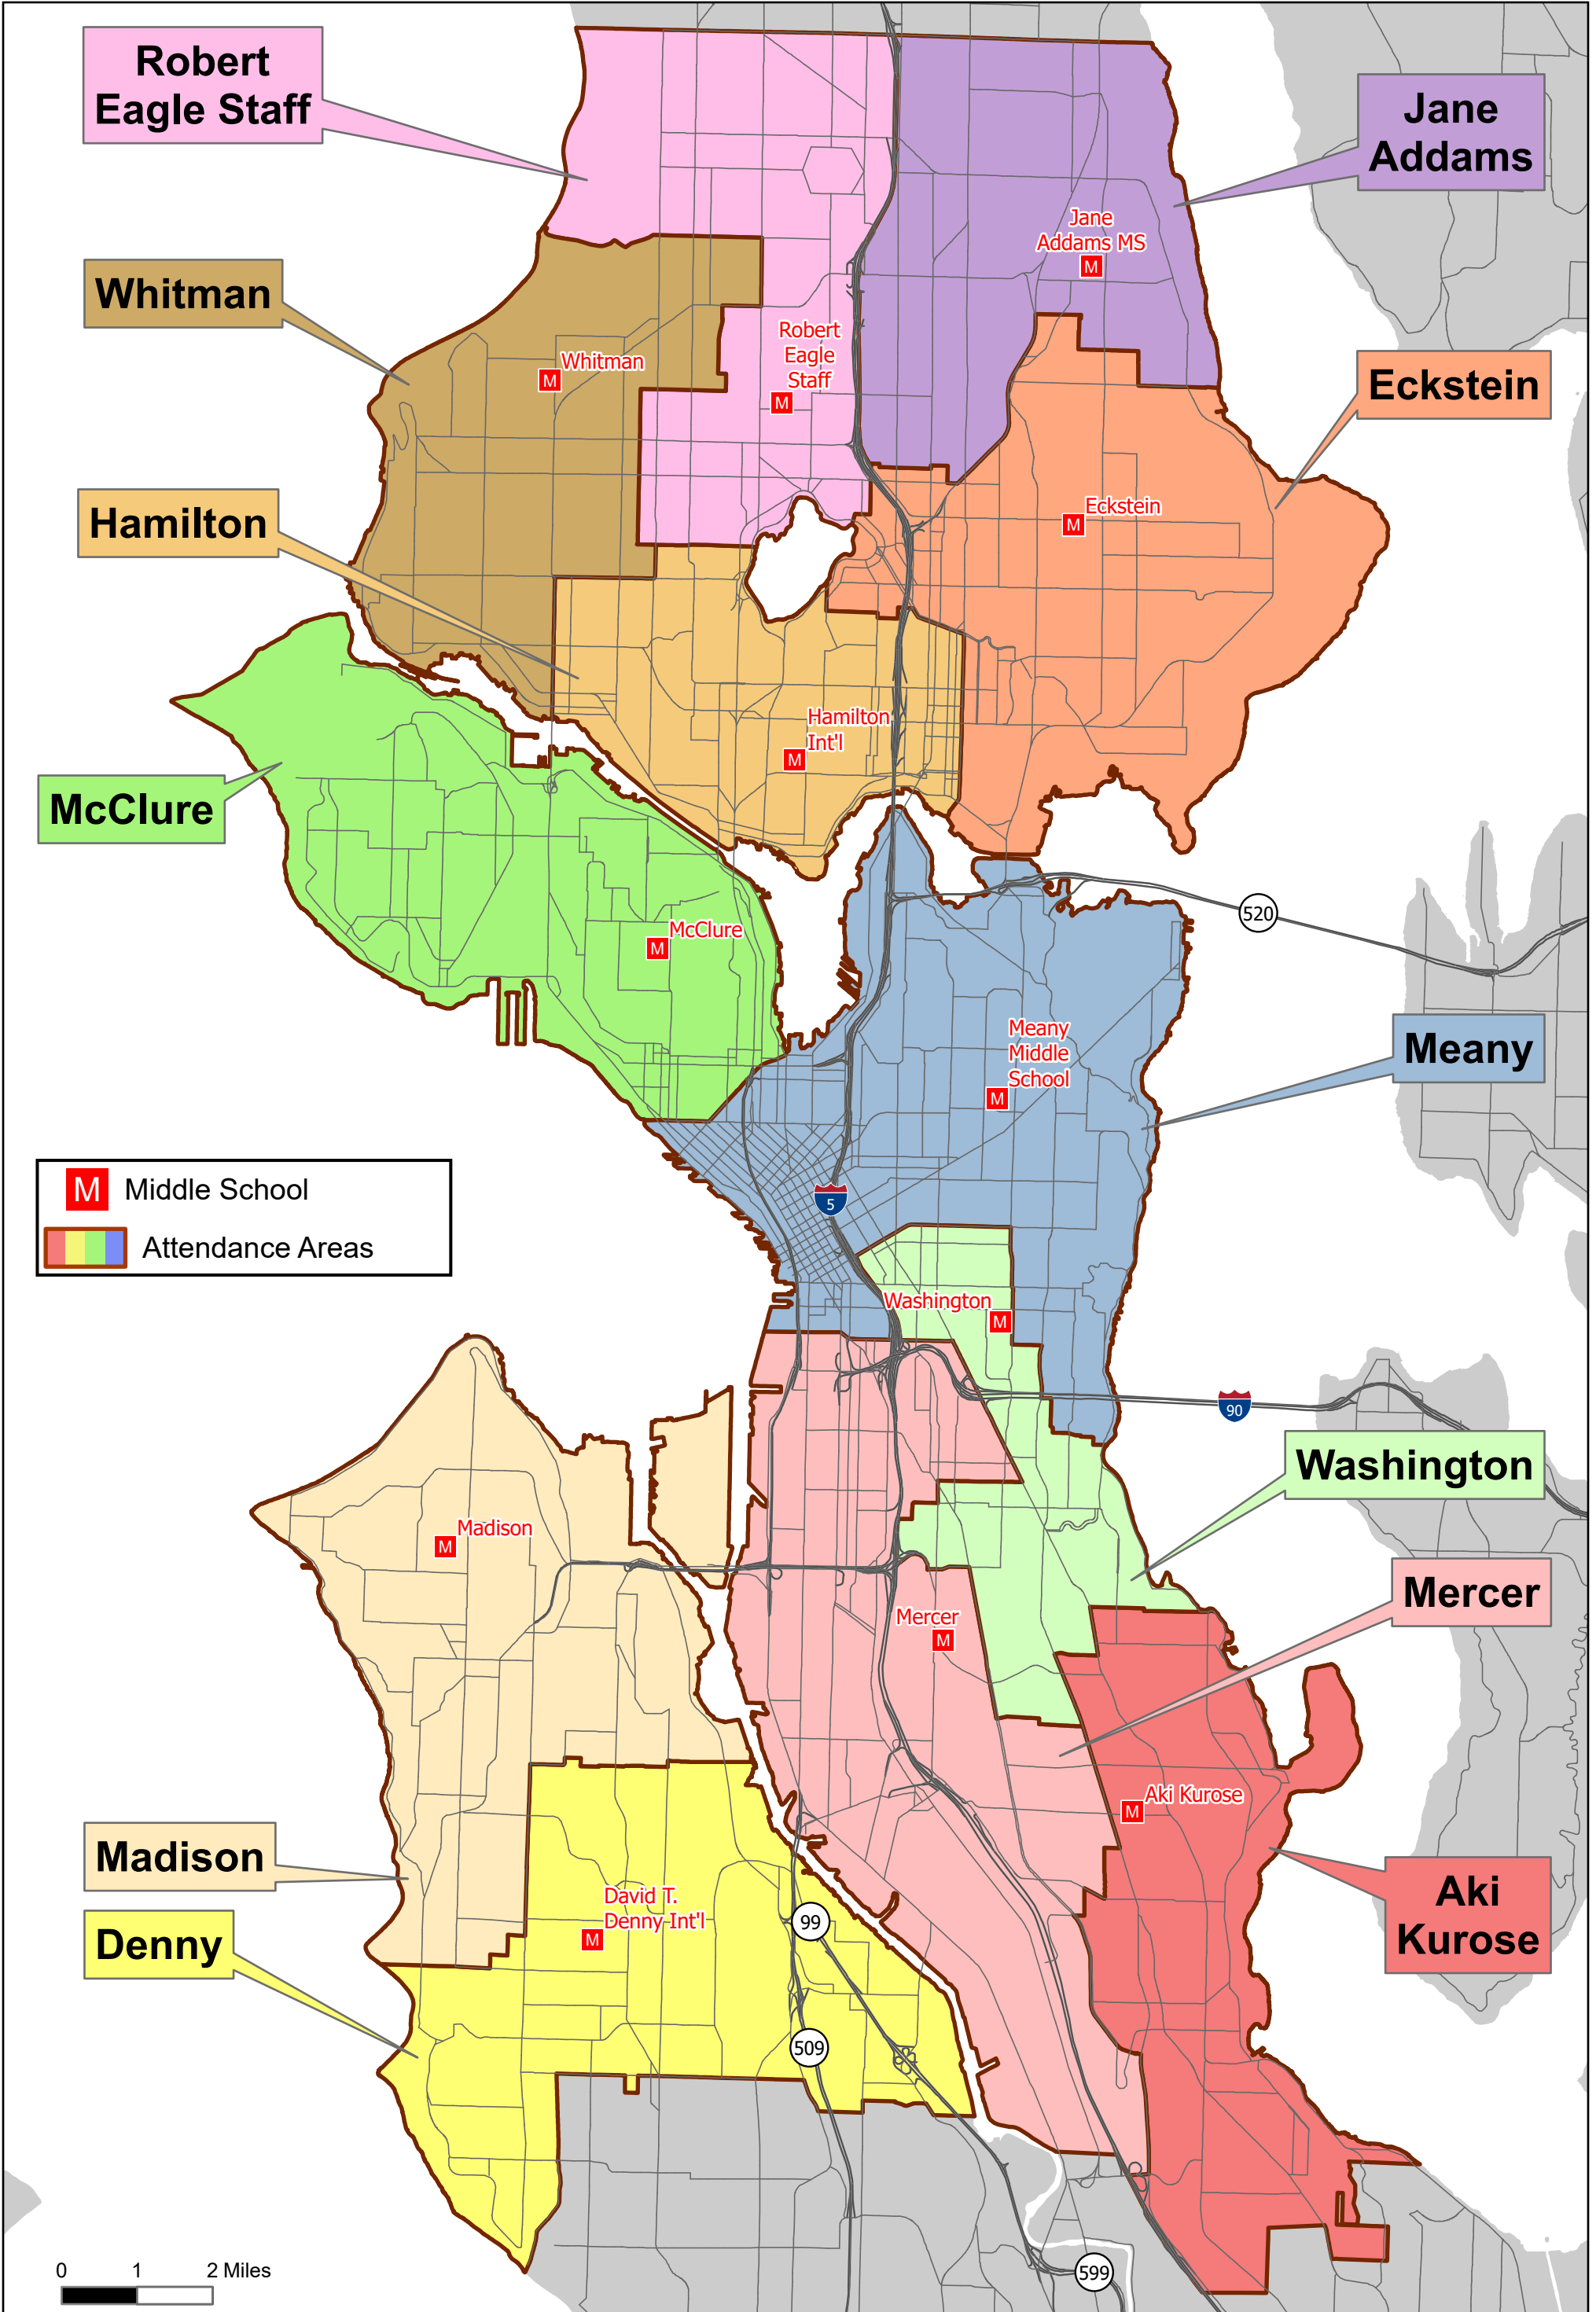 Robert
Eagle Staff
Jane
Addams
Jane
Addams MS
M
Whitman
Robert
Eagle
Staff
M
Whitman
M
Eckstein
Hamilton
Eckstein
M
Hamilton
Int'l
M
McClure
520
McClure
M
Meany
Middle
School
M
Meany
M Middle School
Attendance Areas
5
Washington
M
90
Washington
Madison
M
Mercer
Mercer
M
Aki Kurose
M
Madison
Aki
Kurose
David T.
Denny Int'l
M
99
Denny
509
0 1 2 Miles
599